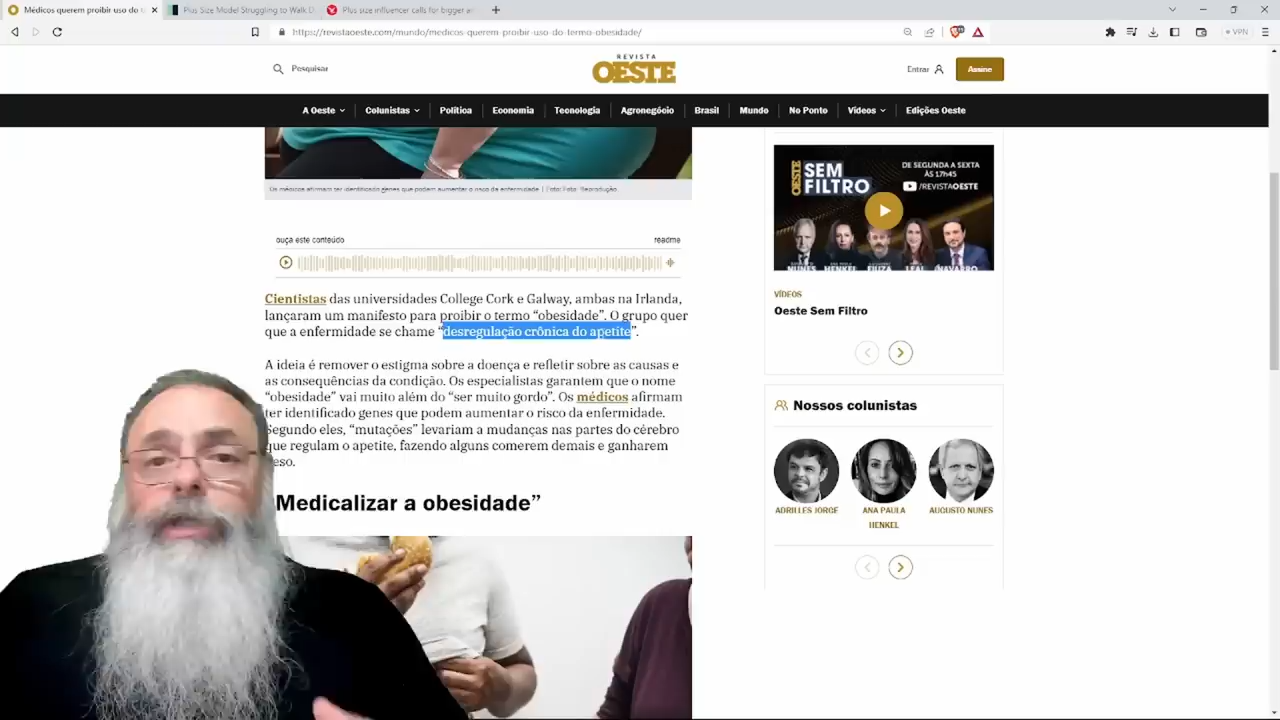 Médicos querem proibir uso do t
Plus Size Model Struggling to Walk D
Plus size influencer calls for bigger a
https://revistaoeste.com/mundo/medicos-querem-proibir-uso-do-termo-obesidade/
VPN
Pesquisar
REVISTA
OESTE
Entrar
Assine
A Oeste
Colunistas
Política
Economia
Tecnologia
Agronegócio
Brasil
Mundo
No Ponto
Vídeos
Edições Oeste
Os médicos afirmam ter identificado genes que podem aumentar o risco da enfermidade | Foto: Foto: Reprodução.
ouça este conteúdo
readme
Cientistas das universidades College Cork e Galway, ambas na Irlanda,
lançaram um manifesto para proibir o termo “obesidade”. O grupo quer
que a enfermidade se chame “desregulação crônica do apetite”.
A ideia é remover o estigma sobre a doença e refletir sobre as causas e
as consequências da condição. Os especialistas garantem que o nome
“obesidade” vai muito além do “ser muito gordo”. Os médicos afirmam
ter identificado genes que podem aumentar o risco da enfermidade.
Segundo eles, “mutações” levariam a mudanças nas partes do cérebro
que regulam o apetite, fazendo alguns comerem demais e ganharem
eso.
Medicalizar a obesidade”
OESTE
SEM
FILTRO
DE SEGUNDA A SEXTA
ÀS 17h45
/REVISTAOESTE
NUNES
HENKEL
FIUZA
LEAL
NAVARRO
VÍDEOS
Oeste Sem Filtro
Nossos colunistas
ADRILLES JORGE
ANA PAULA
HENKEL
AUGUSTO NUNES